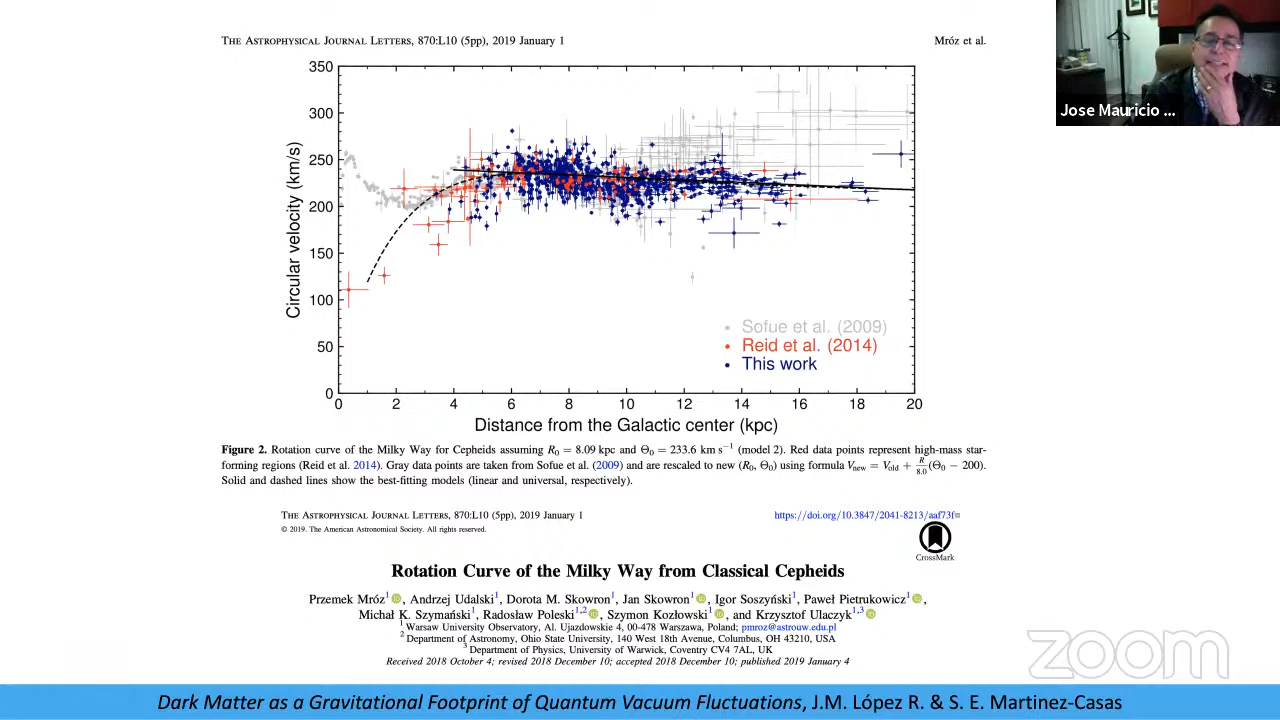 THE ASTROPHYSICAL JOURNAL LETTERS, 870:L10 (5pp), 2019 January 1
Mróz et al.
Jose Mauricio ...
350
300
250
200
150
100
50
0
Circular velocity (km/s)
Sofue et al. (2009)
Reid et al. (2014)
This work
0 2 4 6 8 10 12 14 16 18 20
Distance from the Galactic center (kpc)
Figure 2. Rotation curve of the Milky Way for Cepheids assuming R₀ = 8.09 kpc and Θ₀ = 233.6 km s⁻¹ (model 2). Red data points represent high-mass star-
forming regions (Reid et al. 2014). Gray data points are taken from Sofue et al. (2009) and are rescaled to new (R₀, Θ₀) using formula Vnew = Vold + R/8.0 (Θ₀ − 200).
Solid and dashed lines show the best-fitting models (linear and universal, respectively).
THE ASTROPHYSICAL JOURNAL LETTERS, 870:L10 (5pp), 2019 January 1
https://doi.org/10.3847/2041-8213/aaf73f
© 2019. The American Astronomical Society. All rights reserved.
CrossMark
Rotation Curve of the Milky Way from Classical Cepheids
Przemek Mróz¹, Andrzej Udalski¹, Dorota M. Skowron¹, Jan Skowron¹, Igor Soszyński¹, Paweł Pietrukowicz¹,
Michał K. Szymański¹, Radosław Poleski¹,², Szymon Kozłowski¹, and Krzysztof Ulaczyk¹,³
¹ Warsaw University Observatory, Al. Ujazdowskie 4, 00-478 Warszawa, Poland; pmroz@astrouw.edu.pl
² Department of Astronomy, Ohio State University, 140 West 18th Avenue, Columbus, OH 43210, USA
³ Department of Physics, University of Warwick, Coventry CV4 7AL, UK
Received 2018 October 4; revised 2018 December 10; accepted 2018 December 10; published 2019 January 4
zoom
Dark Matter as a Gravitational Footprint of Quantum Vacuum Fluctuations, J.M. López R. & S. E. Martinez-Casas